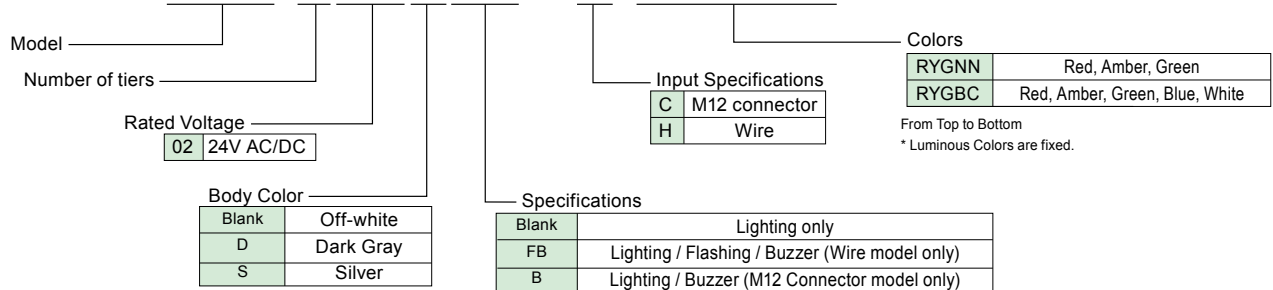 Model
Number of tiers
Rated Voltage
02 24V AC/DC
Body Color
Blank Off-white
D Dark Gray
S Silver
Specifications
Blank Lighting only
FB Lighting / Flashing / Buzzer (Wire model only)
B Lighting / Buzzer (M12 Connector model only)
Input Specifications
C M12 connector
H Wire
Colors
RYGNN Red, Amber, Green
RYGBC Red, Amber, Green, Blue, White
From Top to Bottom
* Luminous Colors are fixed.